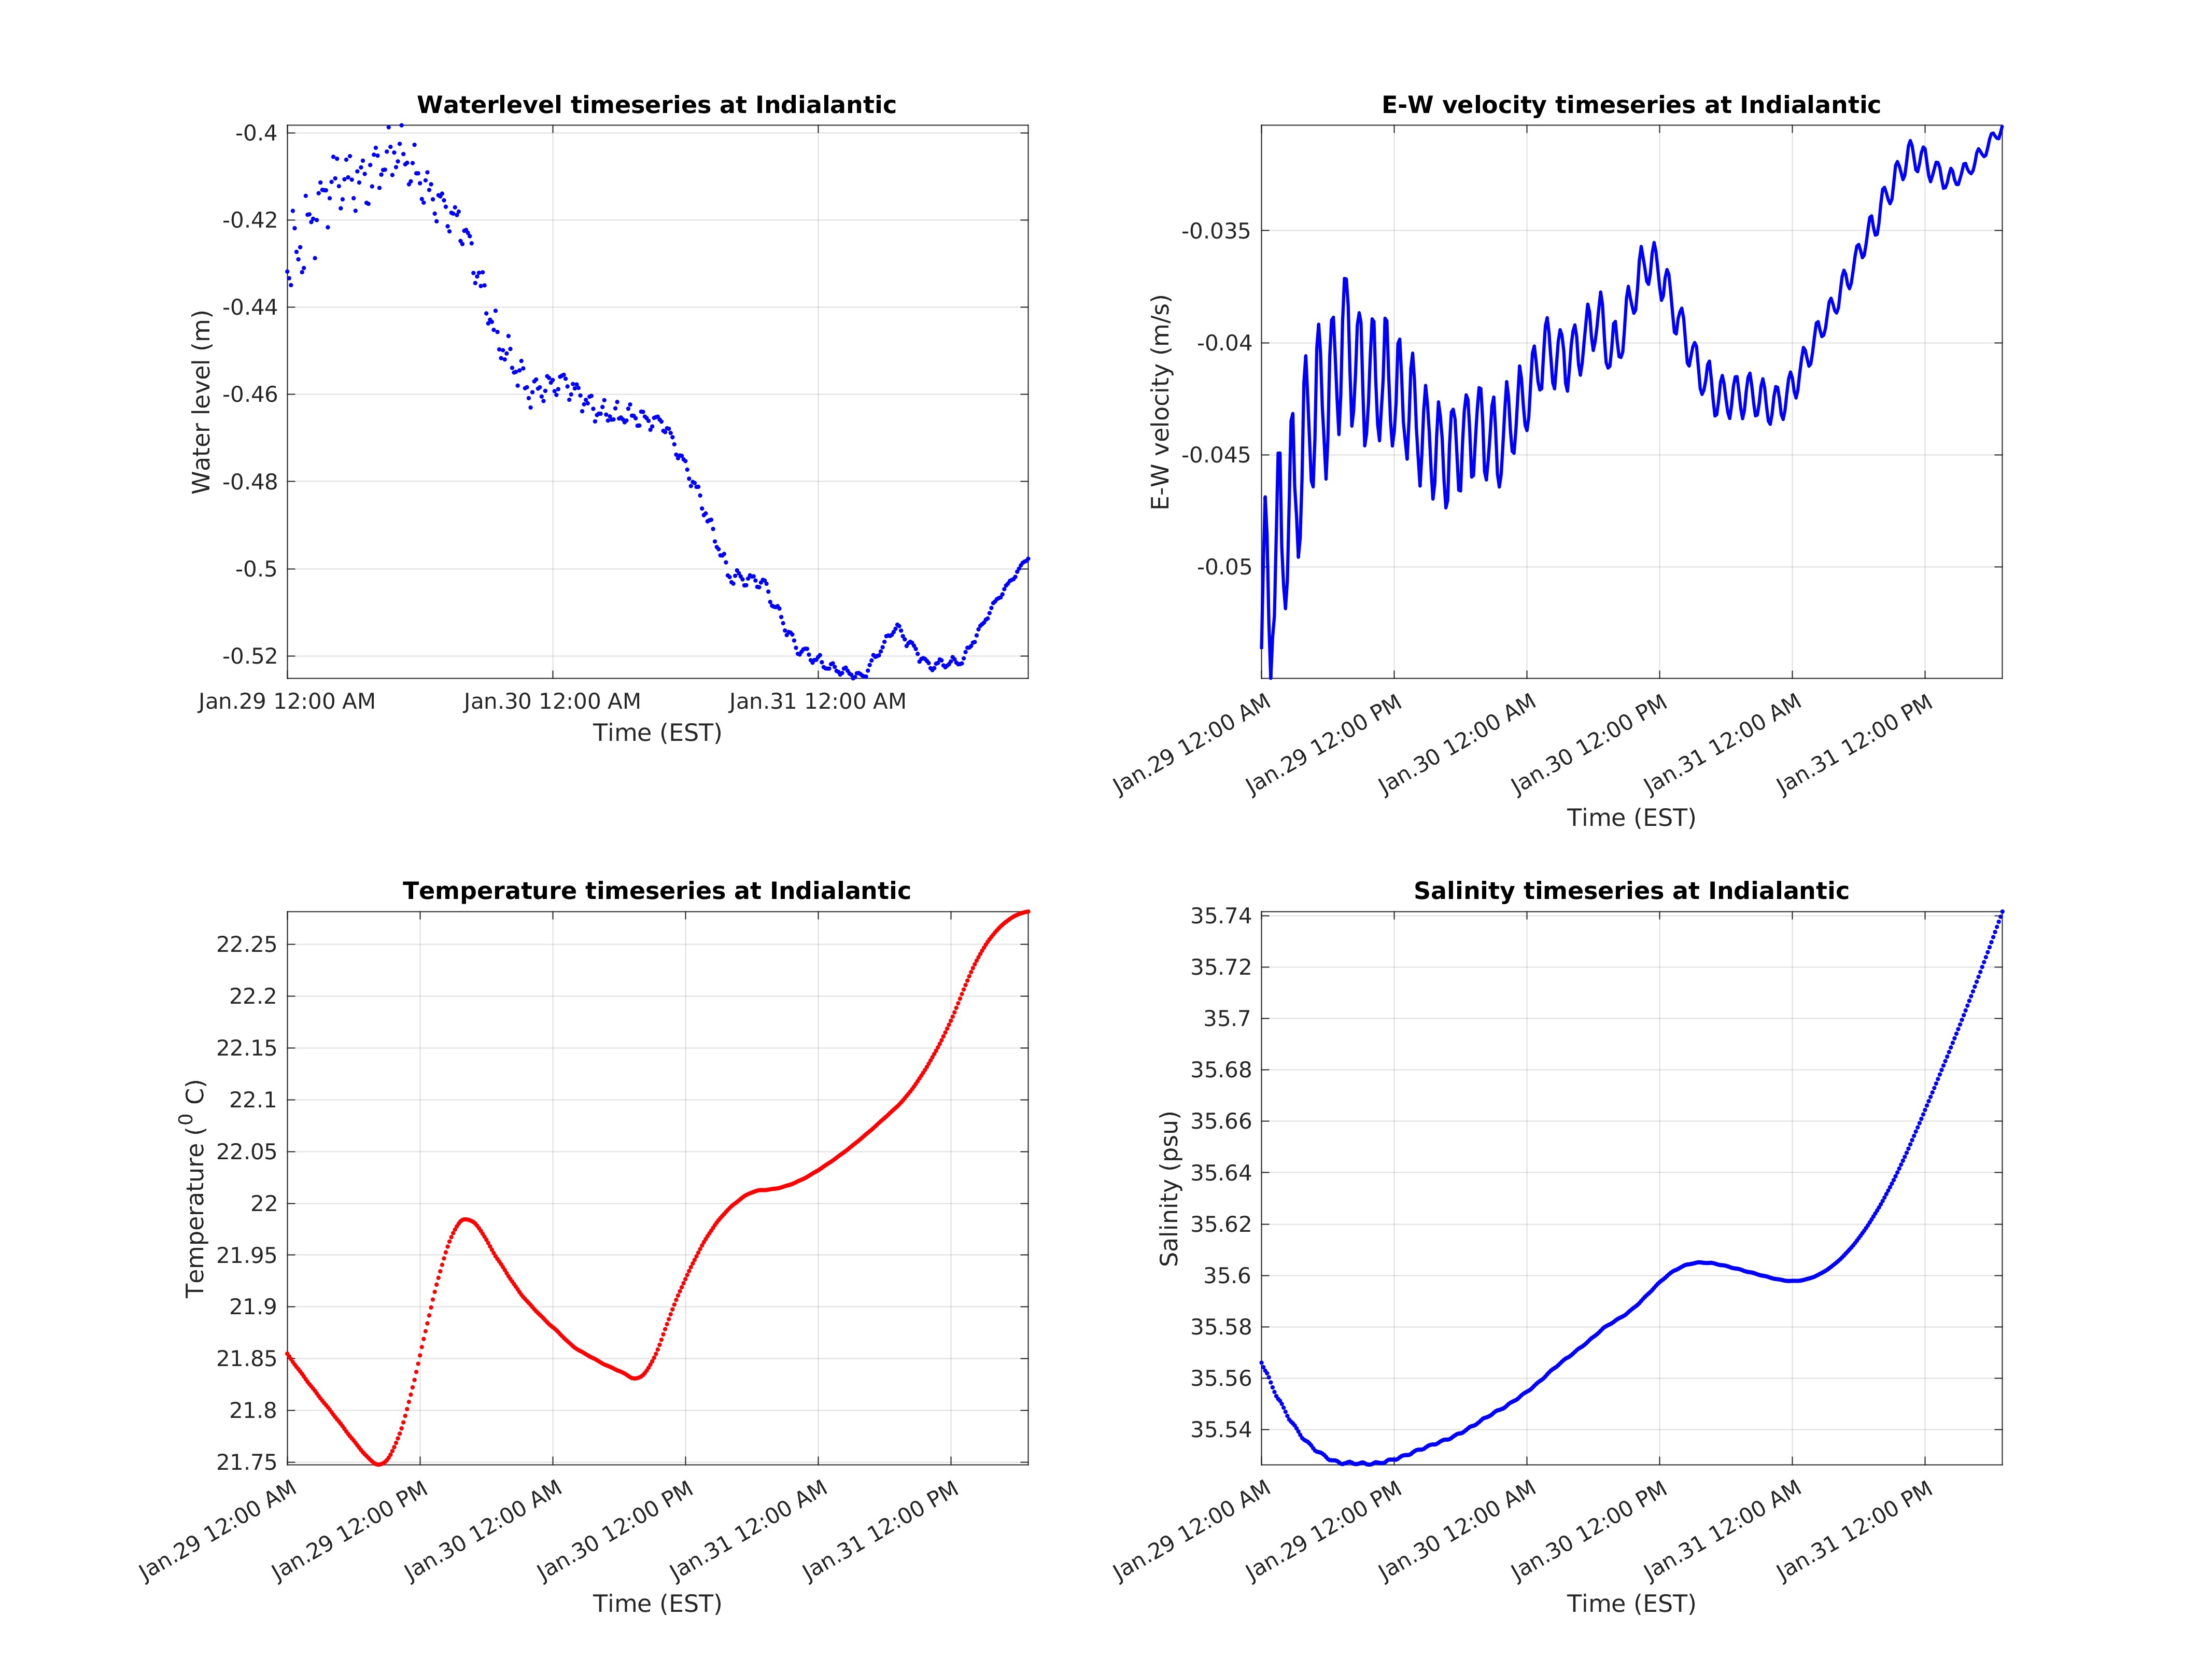 Waterlevel timeseries at Indialantic
-0.4
-0.42
-0.44
-0.46
-0.48
-0.5
-0.52
Water level (m)
Jan.29 12:00 AM
Jan.30 12:00 AM
Jan.31 12:00 AM
Time (EST)
E-W velocity timeseries at Indialantic
-0.035
-0.04
-0.045
-0.05
E-W velocity (m/s)
Jan.29 12:00 AM
Jan.29 12:00 PM
Jan.30 12:00 AM
Jan.30 12:00 PM
Jan.31 12:00 AM
Jan.31 12:00 PM
Time (EST)
Temperature timeseries at Indialantic
22.25
22.2
22.15
22.1
22.05
22
21.95
21.9
21.85
21.8
21.75
Temperature (⁰ C)
Jan.29 12:00 AM
Jan.29 12:00 PM
Jan.30 12:00 AM
Jan.30 12:00 PM
Jan.31 12:00 AM
Jan.31 12:00 PM
Time (EST)
Salinity timeseries at Indialantic
35.74
35.72
35.7
35.68
35.66
35.64
35.62
35.6
35.58
35.56
35.54
Salinity (psu)
Jan.29 12:00 AM
Jan.29 12:00 PM
Jan.30 12:00 AM
Jan.30 12:00 PM
Jan.31 12:00 AM
Jan.31 12:00 PM
Time (EST)